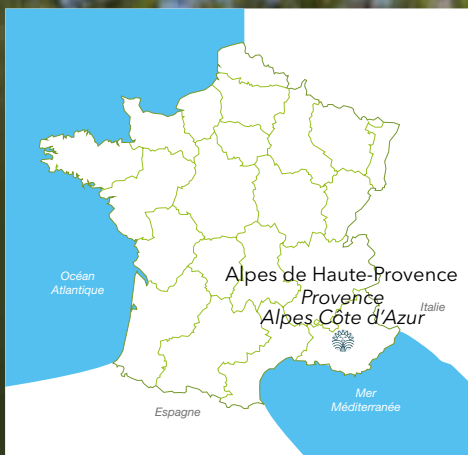 Océan
Atlantique
Alpes de Haute-Provence
Provence
Alpes Côte d'Azur
Italie
Mer
Méditerranée
Espagne